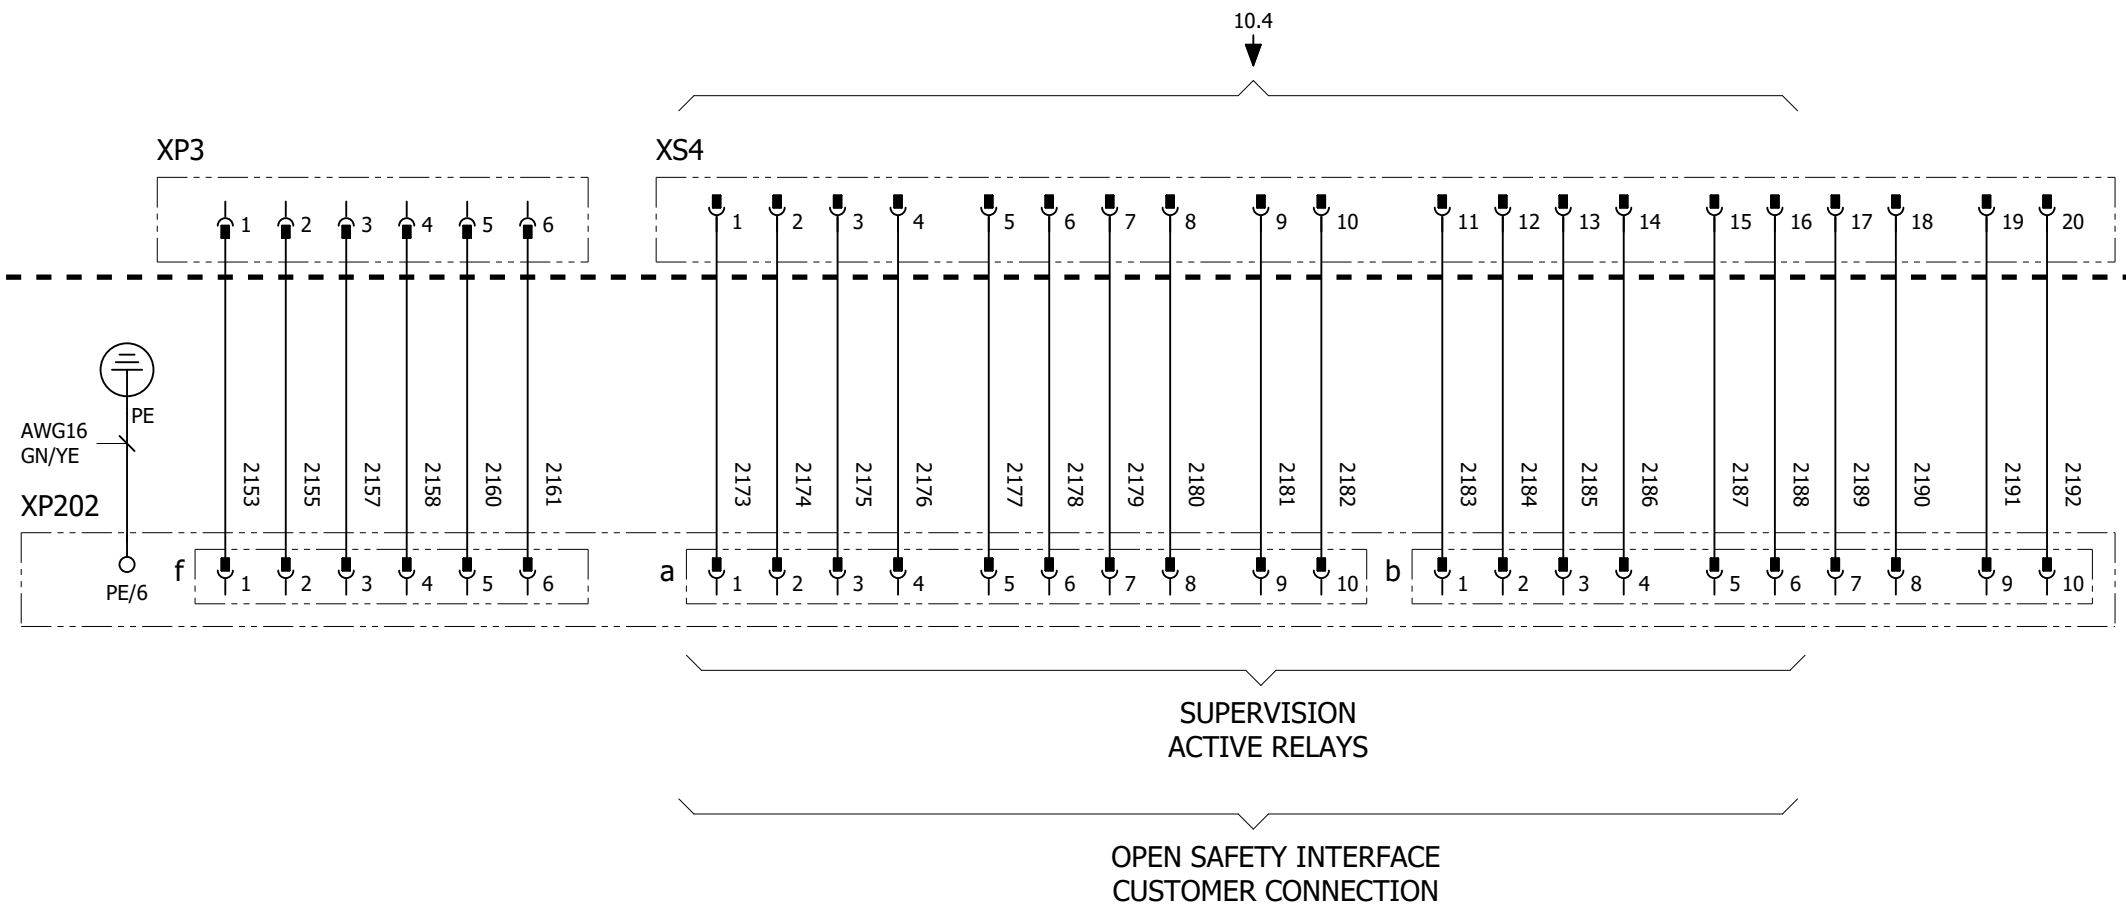 10.4
XP3 XS4
1 2 3 4 5 6 1 2 3 4 5 6 7 8 9 10 11 12 13 14 15 16 17 18 19 20
PE
AWG16
GN/YE
2153 2155 2157 2158 2160 2161 2173 2174 2175 2176 2177 2178 2179 2180 2181 2182 2183 2184 2185 2186 2187 2188 2189 2190 2191 2192
XP202
f 1 2 3 4 5 6 a 1 2 3 4 5 6 7 8 9 10 b 1 2 3 4 5 6 7 8 9 10
PE/6
SUPERVISION
ACTIVE RELAYS
OPEN SAFETY INTERFACE
CUSTOMER CONNECTION